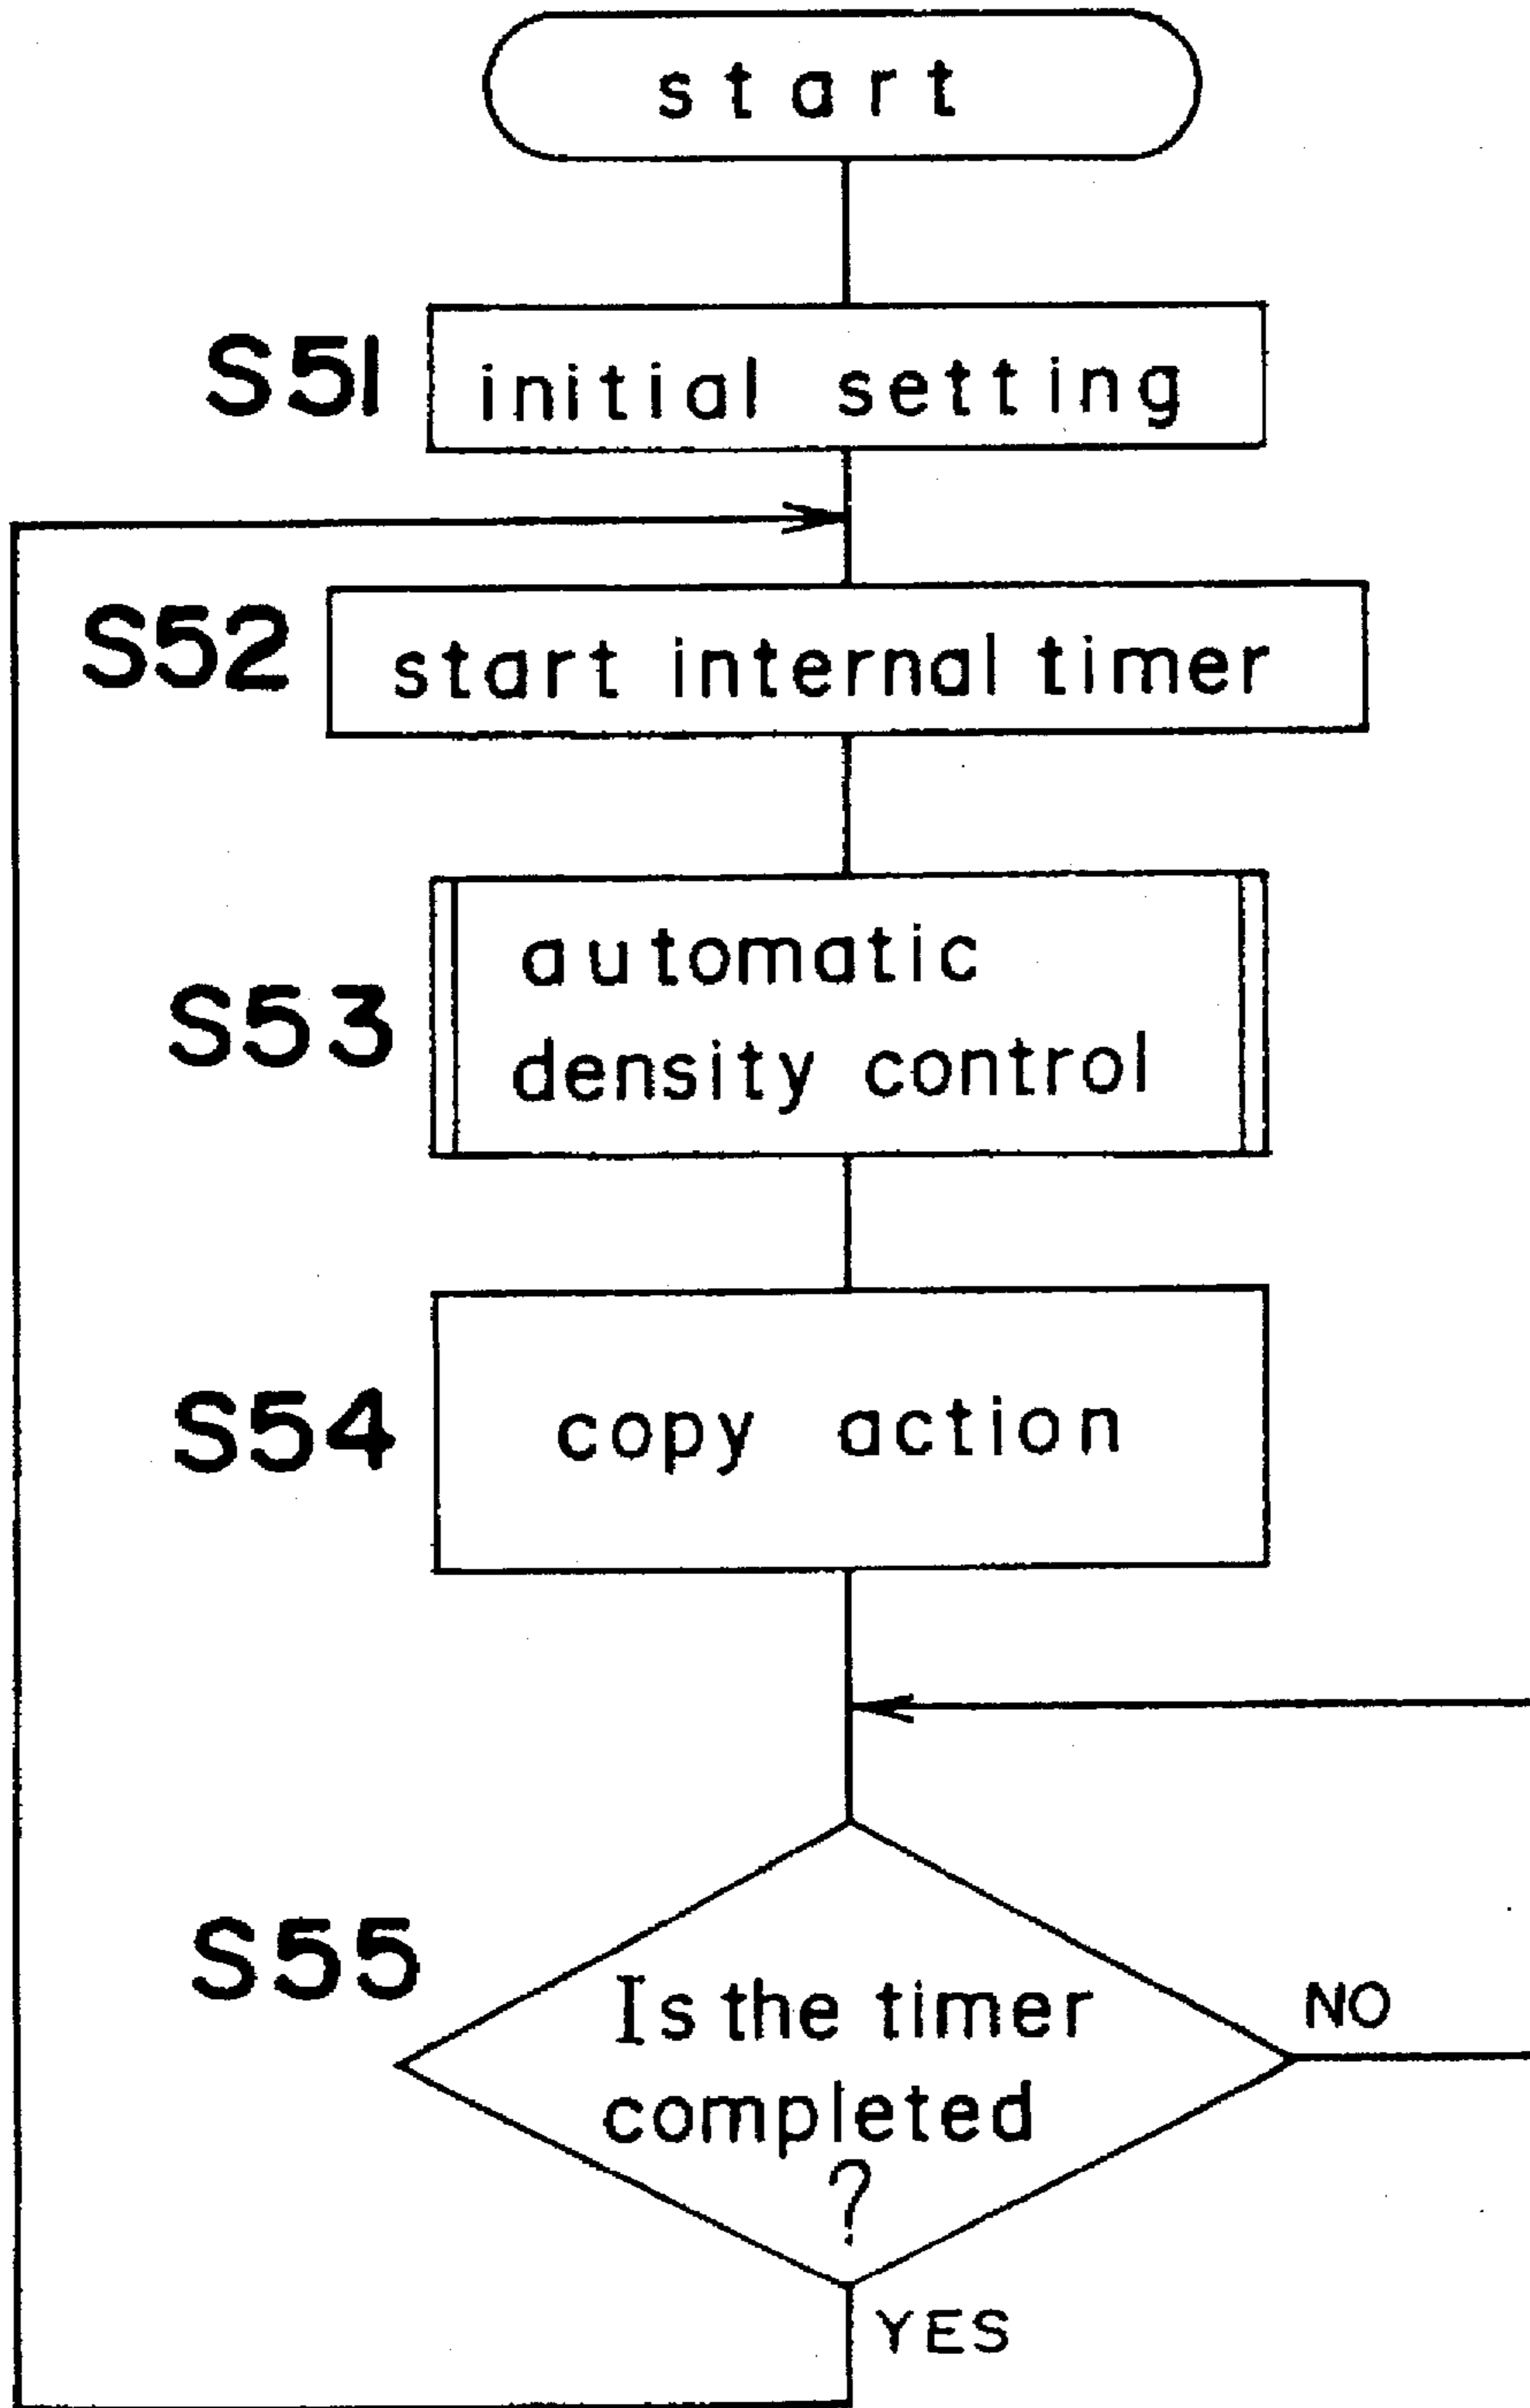 start
S51
initial setting
S52
start internal timer
S53
automatic
density control
S54
copy action
S55
Is the timer
completed
?
NO
YES